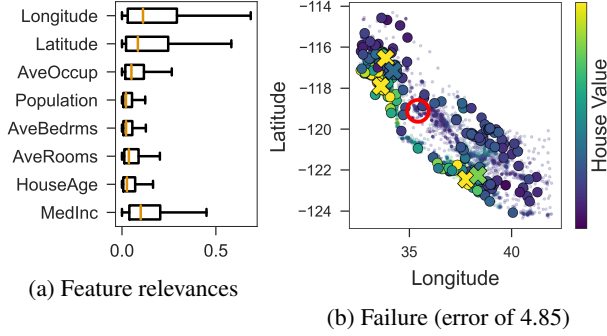 Longitude
Latitude
AveOccup
Population
AveBedrms
AveRooms
HouseAge
MedInc
0.0
0.5
(a) Feature relevances
−114
−116
−118
−120
−122
−124
Latitude
35
40
Longitude
House Value
(b) Failure (error of 4.85)